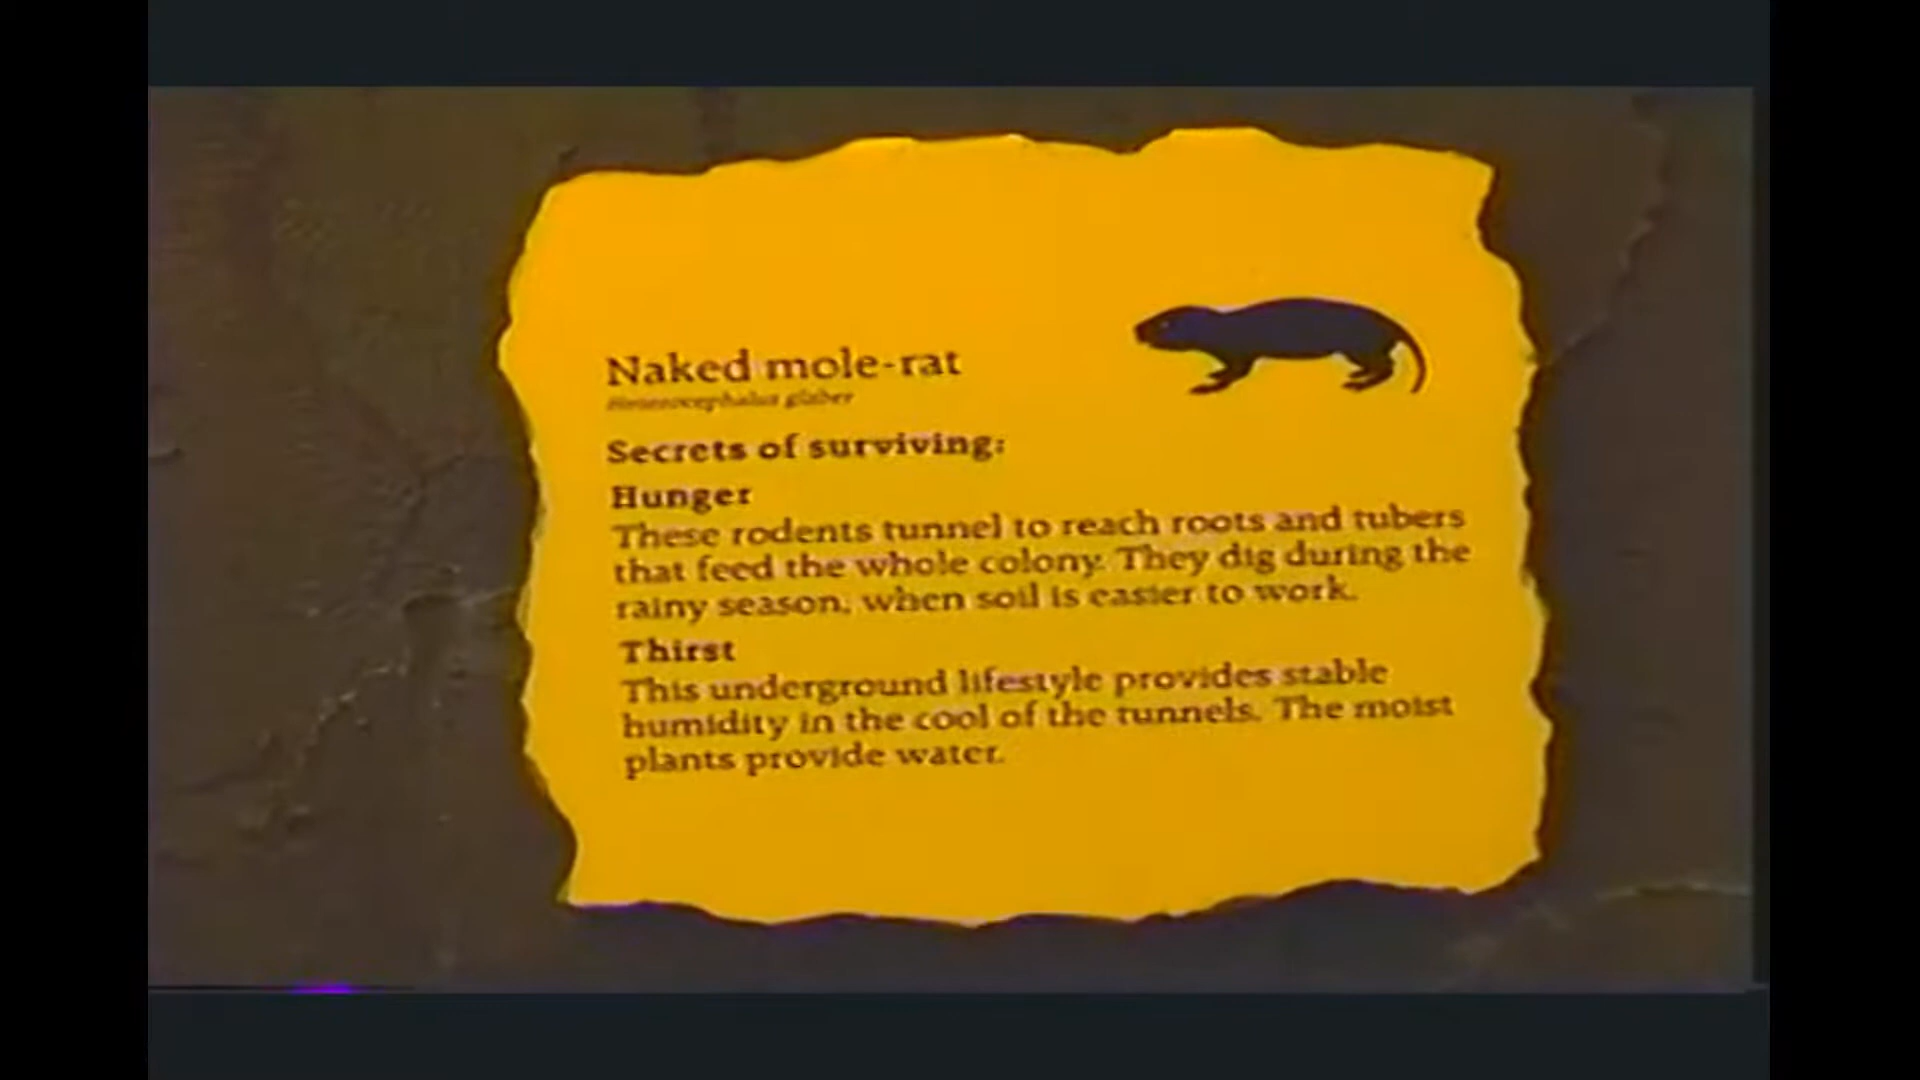 Naked mole-rat
Heterocephalus glaber
Secrets of surviving:
Hunger
These rodents tunnel to reach roots and tubers
that feed the whole colony. They dig during the
rainy season, when soil is easier to work.
Thirst
This underground lifestyle provides stable
humidity in the cool of the tunnels. The moist
plants provide water.